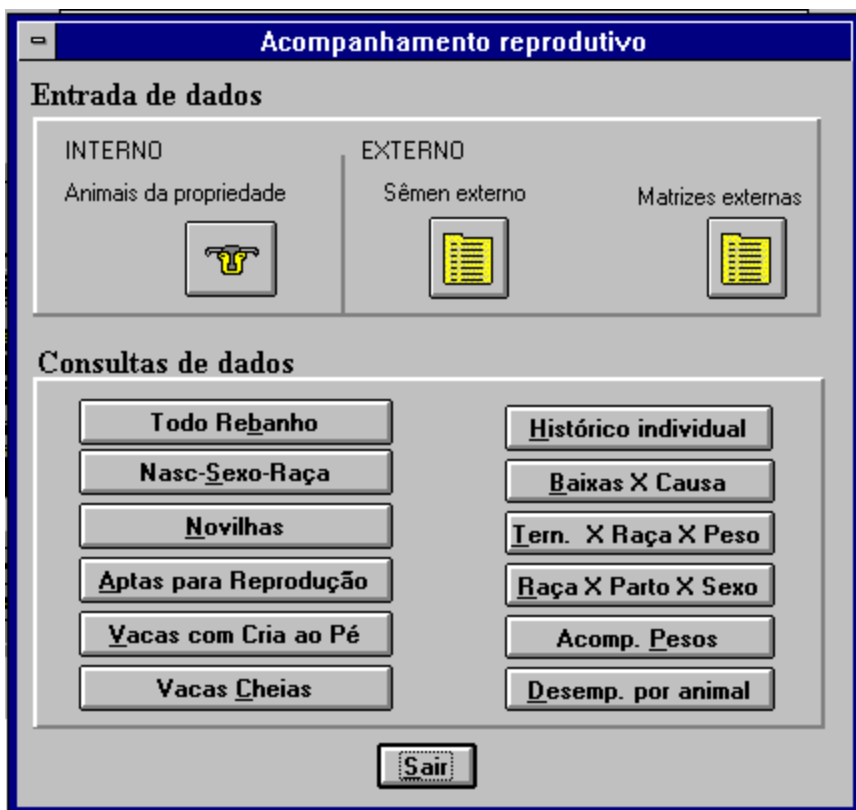 Acompanhamento reprodutivo
Entrada de dados
INTERNO
Animais da propriedade
EXTERNO
Sêmen externo
Matrizes externas
Consultas de dados
Todo Rebanho
Nasc-Sexo-Raça
Novilhas
Aptas para Reprodução
Vacas com Cria ao Pé
Vacas Cheias
Histórico individual
Baixas X Causa
Tern. X Raça X Peso
Raça X Parto X Sexo
Acomp. Pesos
Desemp. por animal
Sair